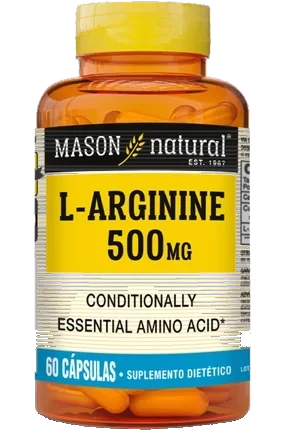 MASON natural®
EST. 1967
L-ARGININE
500MG
CONDITIONALLY
ESSENTIAL AMINO ACID*
60 CÁPSULAS • SUPLEMENTO DIETÉTICO